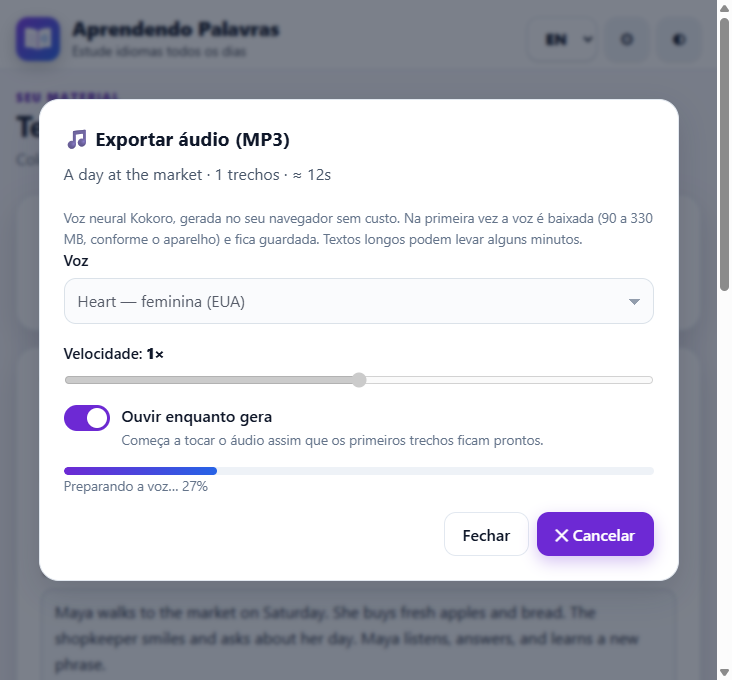 Aprendendo Palavras
Estude idiomas todos os dias
EN
SEU MATERIAL
Exportar áudio (MP3)
A day at the market · 1 trechos · ≈ 12s
Voz neural Kokoro, gerada no seu navegador sem custo. Na primeira vez a voz é baixada (90 a 330
MB, conforme o aparelho) e fica guardada. Textos longos podem levar alguns minutos.
Voz
Heart — feminina (EUA)
Velocidade: 1×
Ouvir enquanto gera
Começa a tocar o áudio assim que os primeiros trechos ficam prontos.
Preparando a voz... 27%
Fechar
Cancelar
Maya walks to the market on Saturday. She buys fresh apples and bread. The
shopkeeper smiles and asks about her day. Maya listens, answers, and learns a new
phrase.